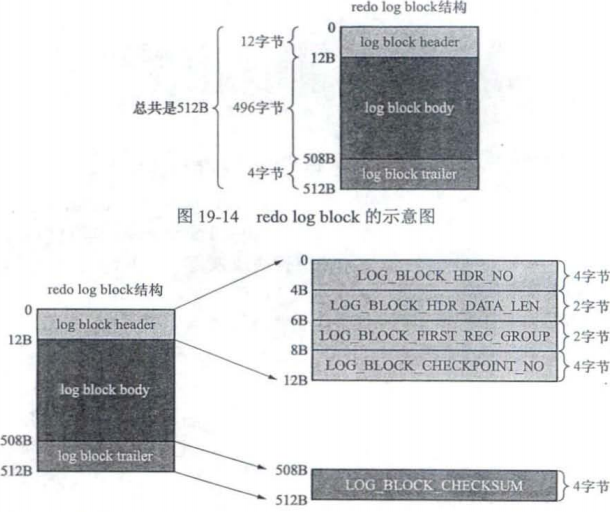 redo log block结构
0
12字节
log block header
12B
总共是512B
496字节
log block body
508B
4字节
log block trailer
512B
图 19-14 redo log block 的示意图
redo log block结构
0
log block header
12B
log block body
508B
log block trailer
512B
0
LOG_BLOCK_HDR_NO
4字节
4B
LOG_BLOCK_HDR_DATA_LEN
2字节
6B
LOG_BLOCK_FIRST_REC_GROUP
2字节
8B
LOG_BLOCK_CHECKPOINT_NO
4字节
12B
508B
LOG_BLOCK_CHECKSUM
4字节
512B